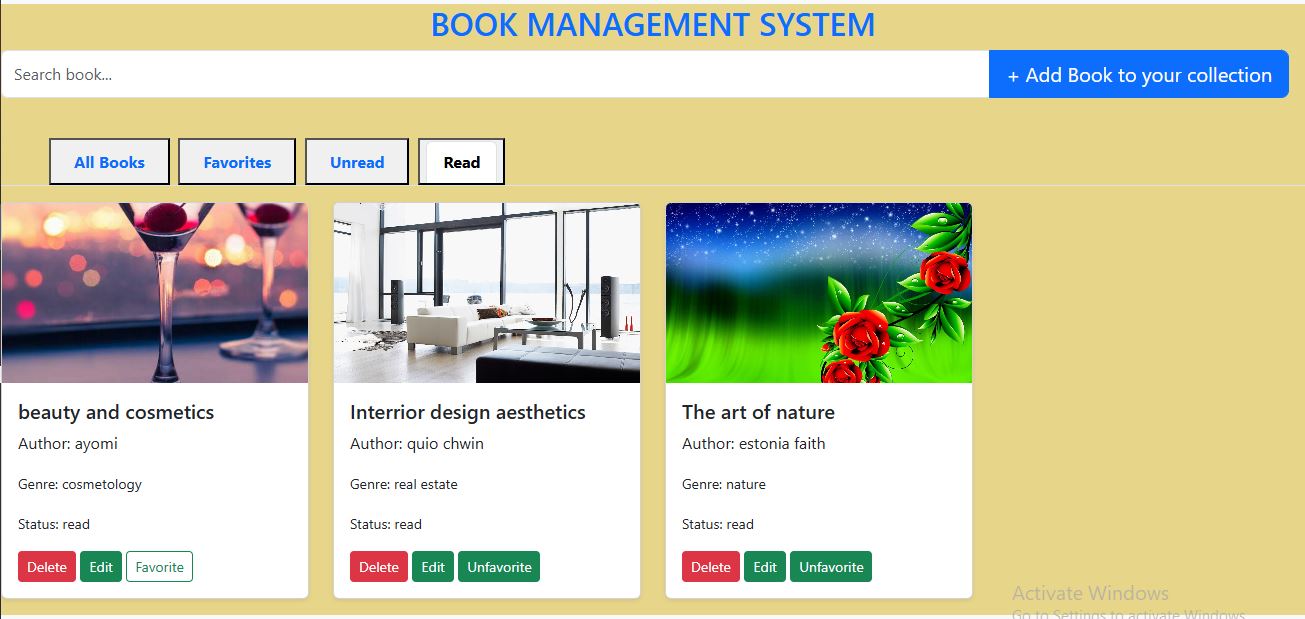 BOOK MANAGEMENT SYSTEM
Search book...
+ Add Book to your collection
All Books
Favorites
Unread
Read
beauty and cosmetics
Author: ayomi
Genre: cosmetology
Status: read
Delete
Edit
Favorite
Interrior design aesthetics
Author: quio chwin
Genre: real estate
Status: read
Delete
Edit
Unfavorite
The art of nature
Author: estonia faith
Genre: nature
Status: read
Delete
Edit
Unfavorite
Activate Windows
Go to Settings to activate Windows.